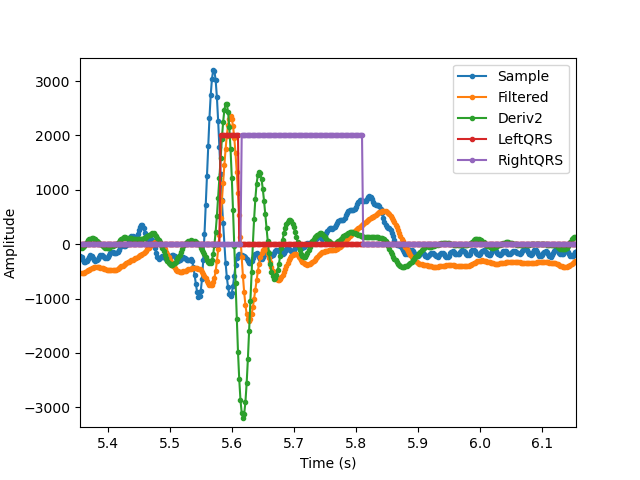 3000
2000
1000
0
−1000
−2000
−3000
Amplitude
5.4 5.5 5.6 5.7 5.8 5.9 6.0 6.1
Time (s)
Sample
Filtered
Deriv2
LeftQRS
RightQRS